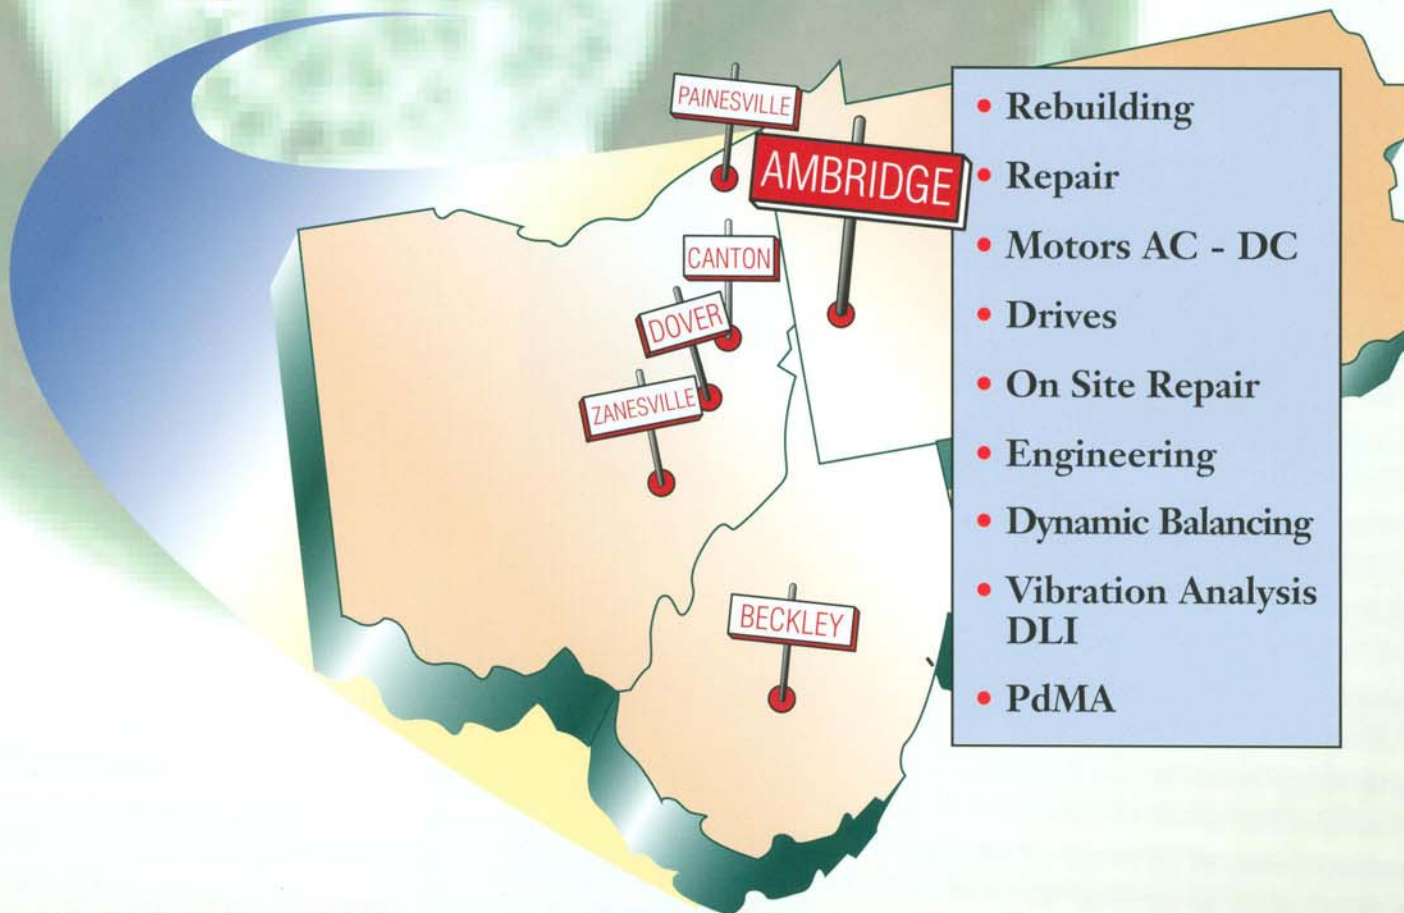 PAINESVILLE
AMBRIDGE
CANTON
DOVER
ZANESVILLE
BECKLEY
• Rebuilding
• Repair
• Motors AC - DC
• Drives
• On Site Repair
• Engineering
• Dynamic Balancing
• Vibration Analysis
DLI
• PdMA